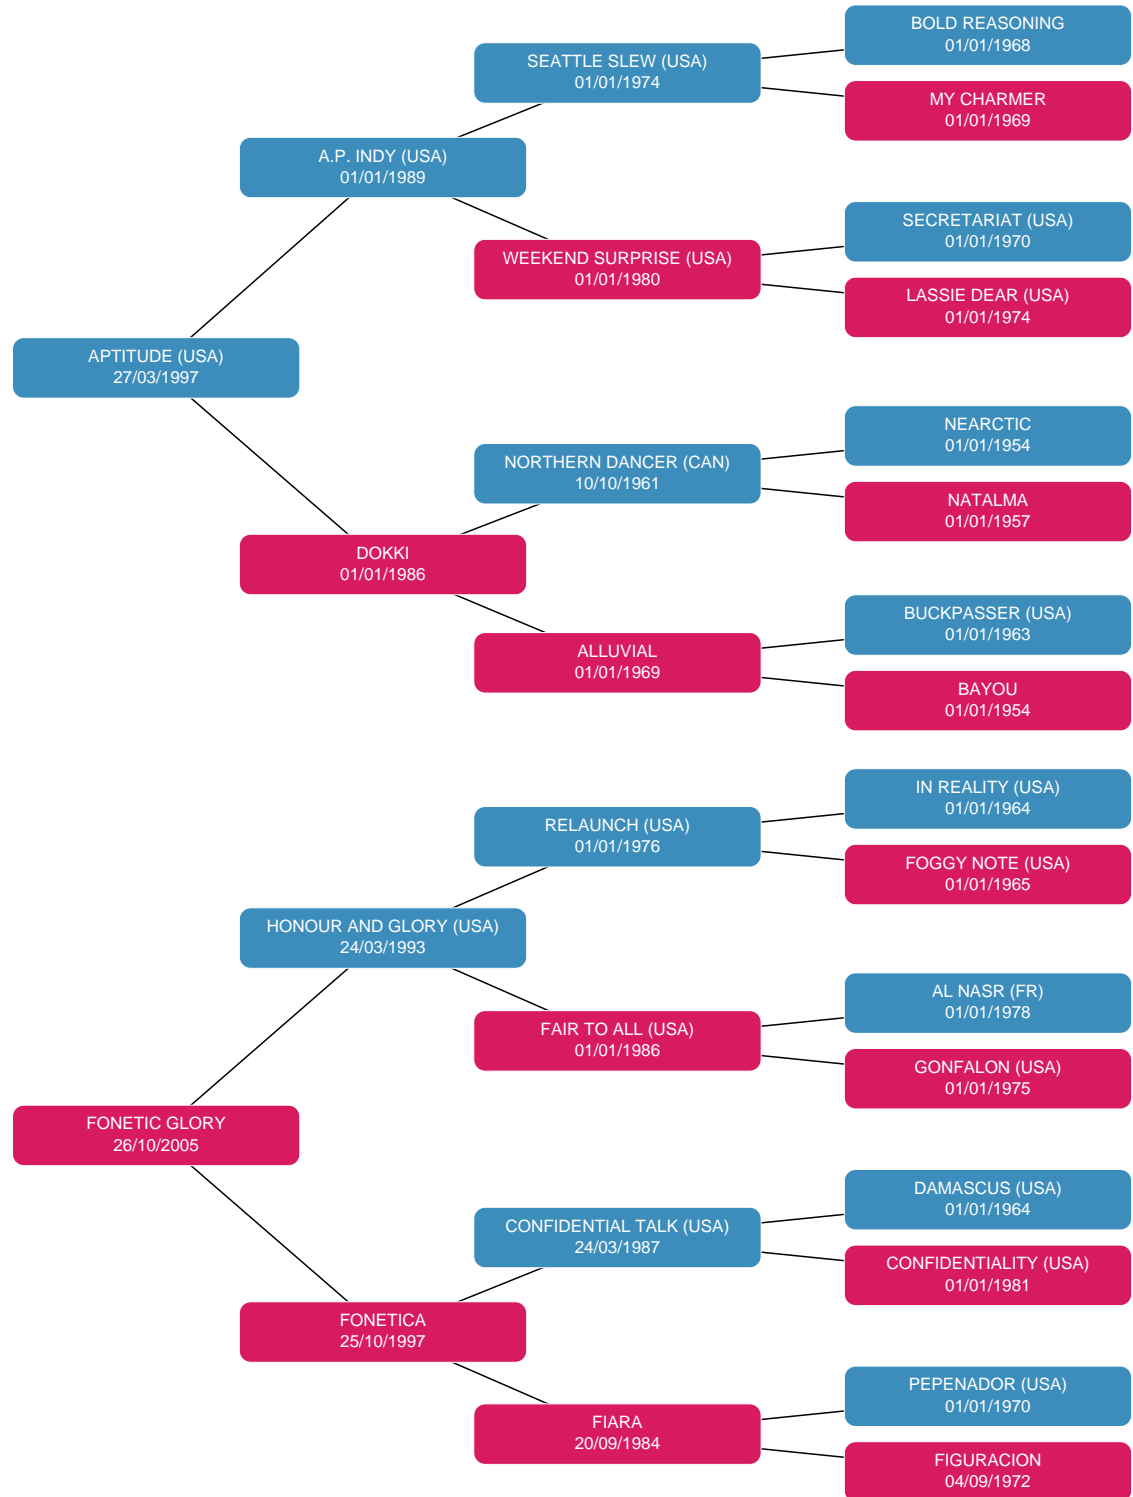 BOLD REASONING
01/01/1968
SEATTLE SLEW (USA)
01/01/1974
MY CHARMER
01/01/1969
A.P. INDY (USA)
01/01/1989
SECRETARIAT (USA)
01/01/1970
WEEKEND SURPRISE (USA)
01/01/1980
LASSIE DEAR (USA)
01/01/1974
APTITUDE (USA)
27/03/1997
NEARCTIC
01/01/1954
NORTHERN DANCER (CAN)
10/10/1961
NATALMA
01/01/1957
DOKKI
01/01/1986
BUCKPASSER (USA)
01/01/1963
ALLUVIAL
01/01/1969
BAYOU
01/01/1954
IN REALITY (USA)
01/01/1964
RELAUNCH (USA)
01/01/1976
FOGGY NOTE (USA)
01/01/1965
HONOUR AND GLORY (USA)
24/03/1993
AL NASR (FR)
01/01/1978
FAIR TO ALL (USA)
01/01/1986
GONFALON (USA)
01/01/1975
FONETIC GLORY
26/10/2005
DAMASCUS (USA)
01/01/1964
CONFIDENTIAL TALK (USA)
24/03/1987
CONFIDENTIALITY (USA)
01/01/1981
FONETICA
25/10/1997
PEPENADOR (USA)
01/01/1970
FIARA
20/09/1984
FIGURACION
04/09/1972